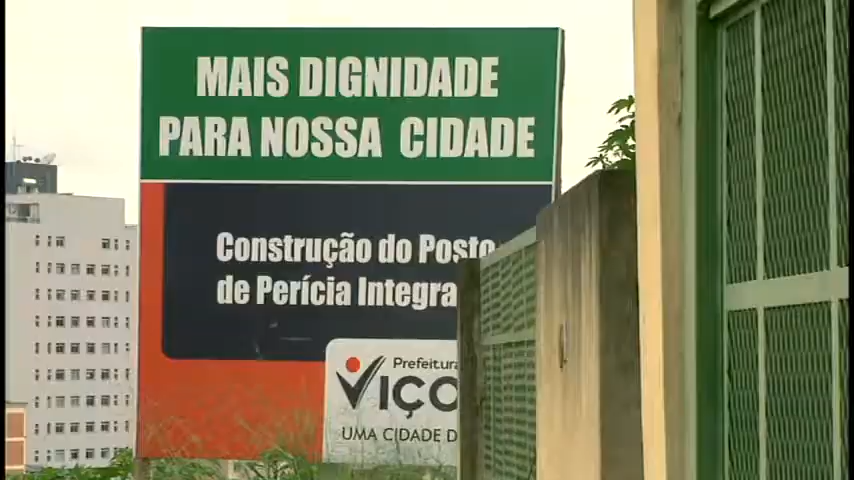 MAIS DIGNIDADE
PARA NOSSA CIDADE
Construção do Posto
de Perícia Integra
Prefeitura
VIÇO
UMA CIDADE D